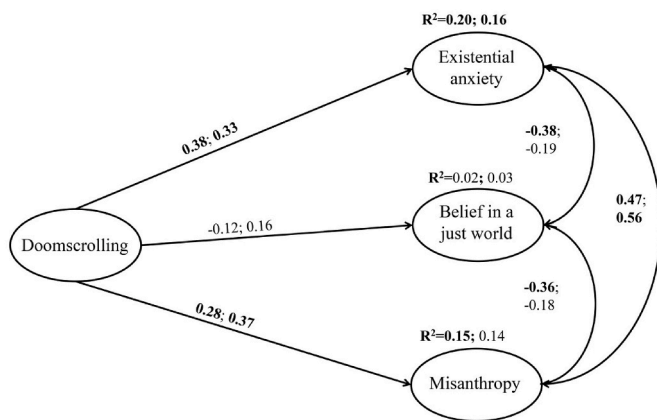 R²=0.20; 0.16
Existential
anxiety
0.38; 0.33
-0.38;
-0.19
R²=0.02; 0.03
Belief in a
just world
0.47;
0.56
Doomscrolling
-0.12; 0.16
-0.36;
-0.18
0.28; 0.37
R²=0.15; 0.14
Misanthropy